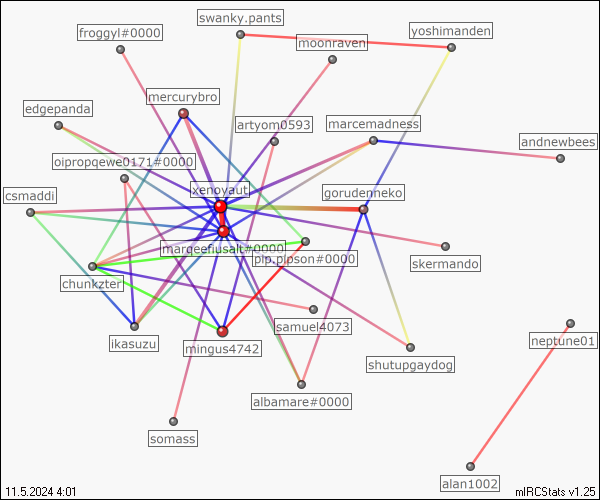 swanky.pants
froggyl#0000
yoshimanden
moonraven
mercurybro
edgepanda
artyom0593
marcemadness
andnewbees
oipropqewe0171#0000
xenoyaut
csmaddi
gorudenneko
marqeefiusalt#0000
pip.pipson#0000
skermando
chunkzter
samuel4073
neptune01
ikasuzu
mingus4742
shutupgaydog
albamare#0000
somass
alan1002
11.5.2024 4:01
mIRCStats v1.25